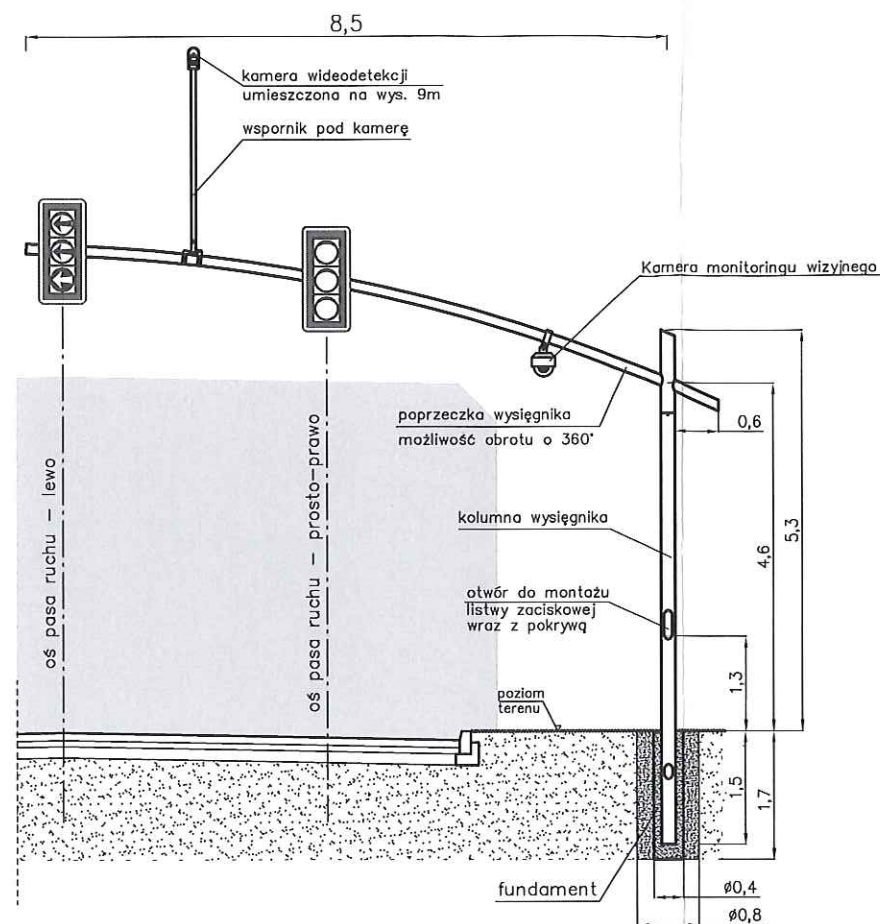 8,5
kamera wideodetekcji
umieszczona na wys. 9m
wspornik pod kamerę
Kamera monitoringu wizyjnego
poprzeczka wysięgnika
możliwość obrotu o 360°
0,6
oś pasa ruchu – lewo
oś pasa ruchu – prosto–prawo
kolumna wysięgnika
4,6
5,3
otwór do montażu
listwy zaciskowej
wraz z pokrywą
1,3
poziom
terenu
1,5
1,7
fundament
ø0,4
ø0,8